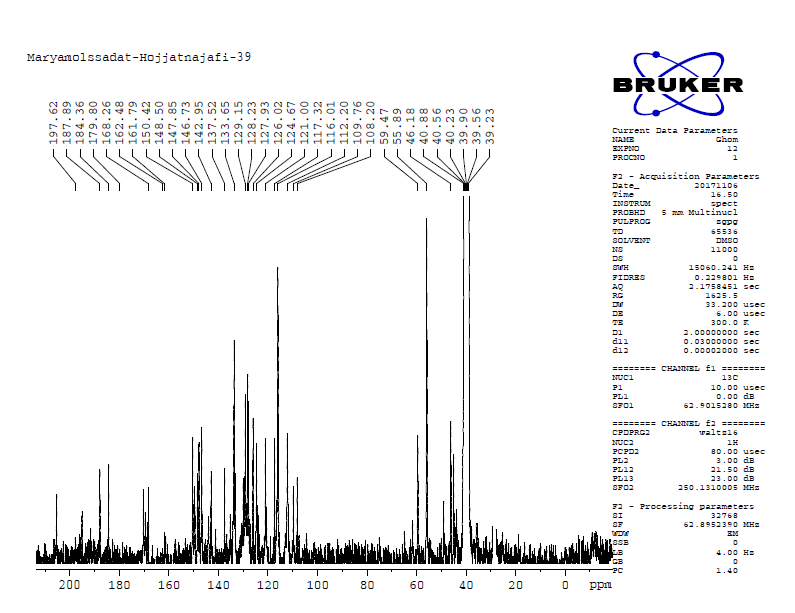 Maryamolssadat-Hojjatnajafi-39
197.62
187.89
184.36
179.80
168.26
162.48
161.79
150.42
148.50
147.85
146.73
142.95
137.52
133.65
129.15
128.23
127.93
126.02
124.67
121.00
117.32
116.01
112.20
109.76
108.20
59.47
55.89
46.18
40.88
40.56
40.23
39.90
39.56
39.23
BRUKER
Current Data Parameters
NAME Ghom
EXPNO 12
PROCNO 1
F2 - Acquisition Parameters
Date_ 20171106
Time 16.50
INSTRUM spect
PROBHD 5 mm Multinucl
PULPROG zgpg
TD 65536
SOLVENT DMSO
NS 11000
DS 0
SWH 15060.241 Hz
FIDRES 0.229801 Hz
AQ 2.1758451 sec
RG 1625.5
DW 33.200 usec
DE 6.00 usec
TE 300.0 K
D1 2.00000000 sec
d11 0.03000000 sec
d12 0.00002000 sec
======== CHANNEL f1 ========
NUC1 13C
P1 10.00 usec
PL1 0.00 dB
SFO1 62.9015280 MHz
======== CHANNEL f2 ========
CPDPRG2 waltz16
NUC2 1H
PCPD2 80.00 usec
PL2 3.00 dB
PL12 21.50 dB
PL13 23.00 dB
SFO2 250.1310005 MHz
F2 - Processing parameters
SI 32768
SF 62.8952390 MHz
WDW EM
SSB 0
LB 4.00 Hz
GB 0
PC 1.40
200 180 160 140 120 100 80 60 40 20 0 ppm